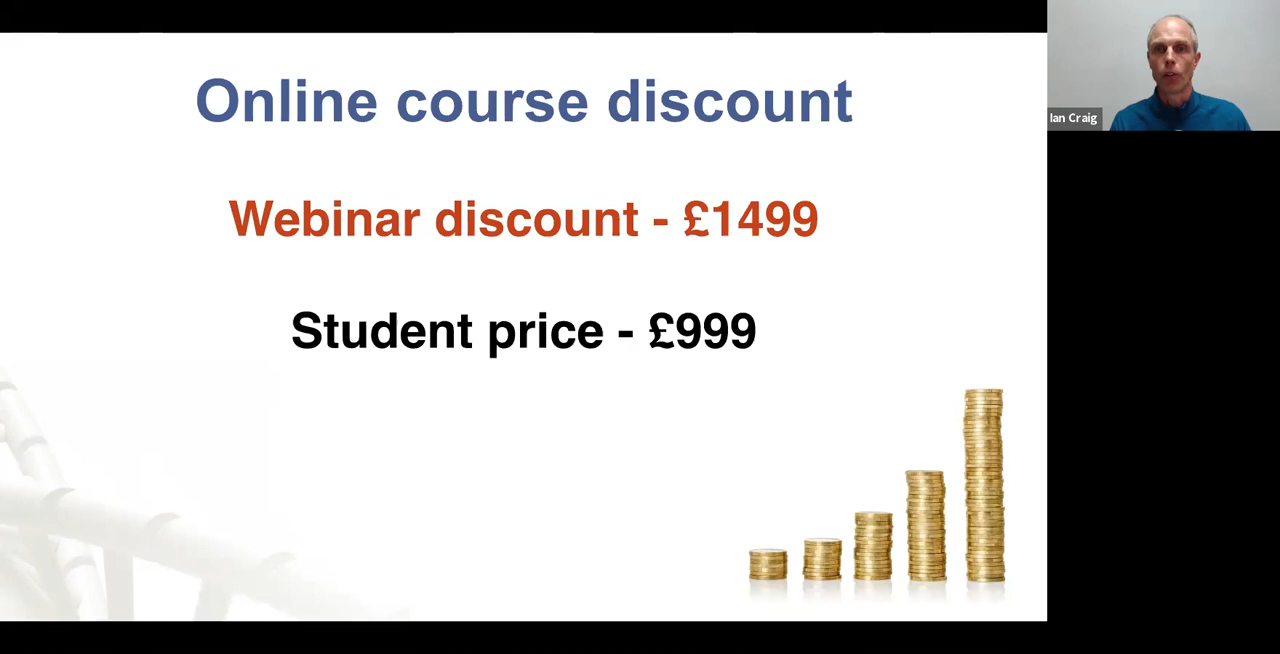 Online course discount
Webinar discount - £1499
Student price - £999
Ian Craig